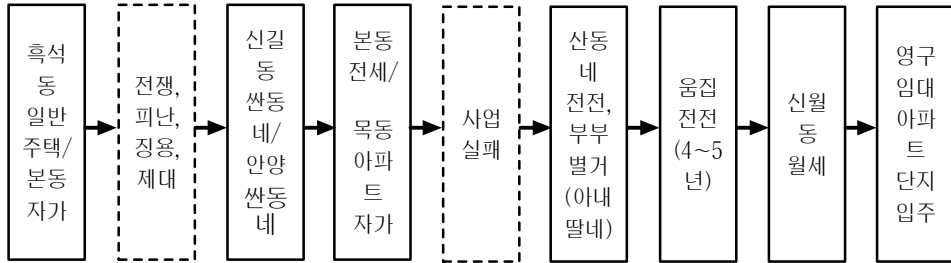 흑석
동
일반
주택/
본동
자가
전쟁,
피난,
징용,
제대
신길
동
싼동
네/
안양
싼동
네
본동
전세/
목동
아파
트
자가
사업
실패
산동
네
전전,
부부
별거
(아내
딸네)
움집
전전
(4~5
년)
신월
동
월세
영구
임대
아파
트
단지
입주